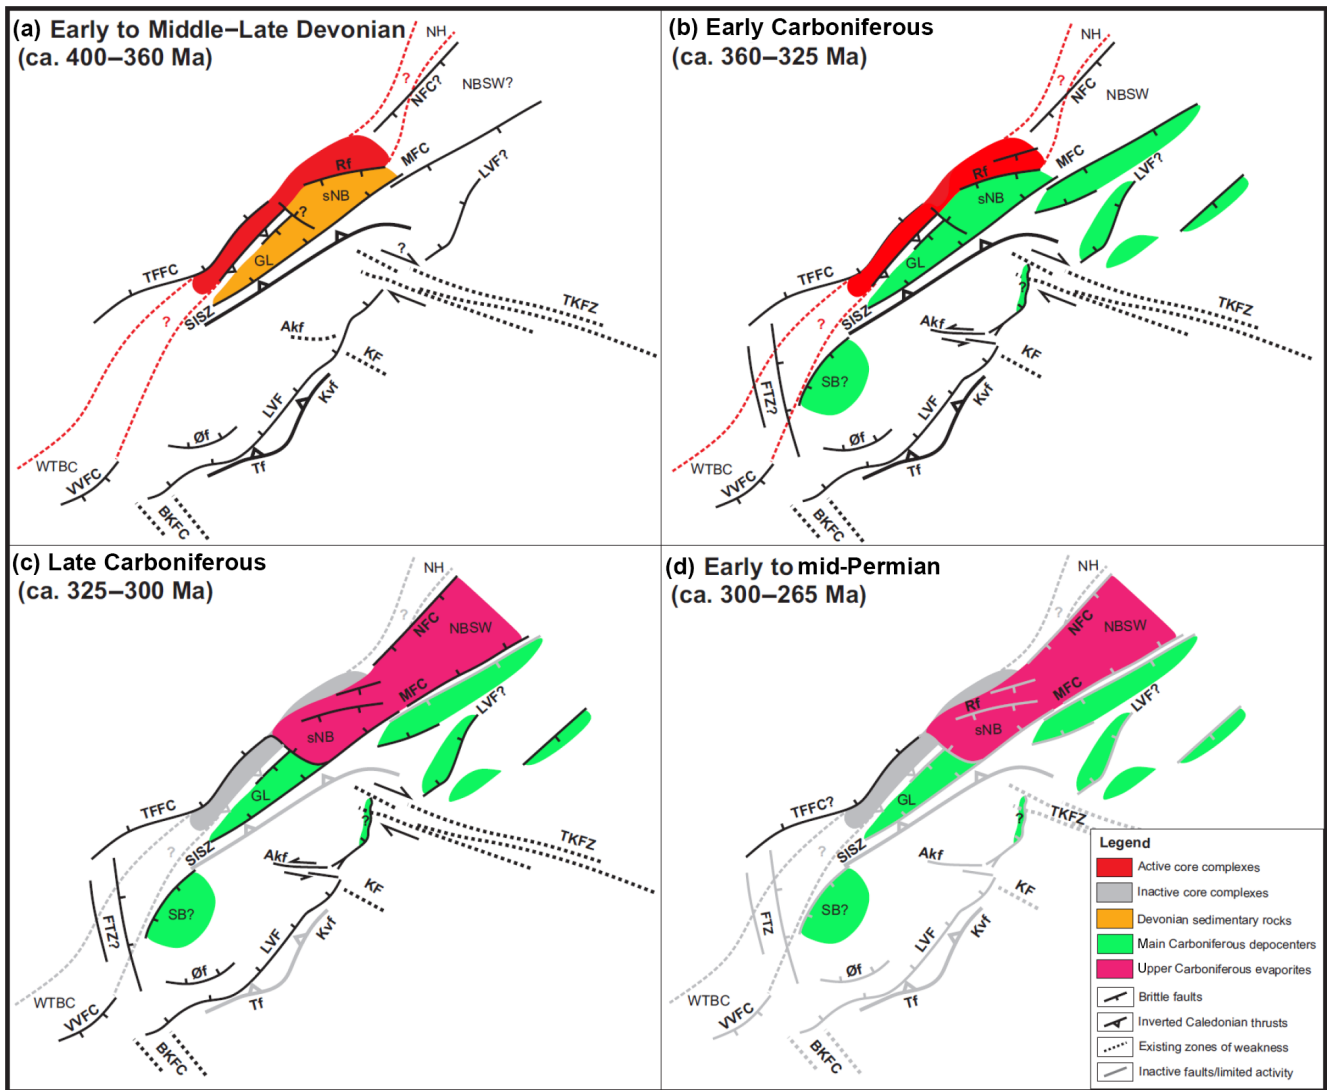 (a) Early to Middle–Late Devonian
(ca. 400–360 Ma)
NH
?
NFC?
NBSW?
MFC
Rf
sNB
LVF?
?
GL
TFFC
?
SISZ
?
TKFZ
Akf
KF
LVF
Kvf
Øf
Tf
WTBC
VVFC
BKFC
(b) Early Carboniferous
(ca. 360–325 Ma)
NH
?
NFC
NBSW
MFC
Rf
sNB
LVF?
GL
TFFC
?
SISZ
?
TKFZ
Akf
KF
SB?
FTZ?
LVF
Kvf
Øf
Tf
WTBC
VVFC
BKFC
(c) Late Carboniferous
(ca. 325–300 Ma)
NH
?
NFC
NBSW
MFC
LVF?
sNB
GL
TFFC
?
SISZ
?
TKFZ
Akf
KF
SB?
FTZ?
LVF
Kvf
Øf
Tf
WTBC
VVFC
BKFC
(d) Early to mid-Permian
(ca. 300–265 Ma)
NH
?
NFC
NBSW
MFC
LVF?
Rf
sNB
GL
TFFC?
?
SISZ
?
TKFZ
Akf
KF
SB?
FTZ
LVF
Kvf
Øf
Tf
WTBC
VVFC
BKFC
Legend
Active core complexes
Inactive core complexes
Devonian sedimentary rocks
Main Carboniferous depocenters
Upper Carboniferous evaporites
Brittle faults
Inverted Caledonian thrusts
Existing zones of weakness
Inactive faults/limited activity